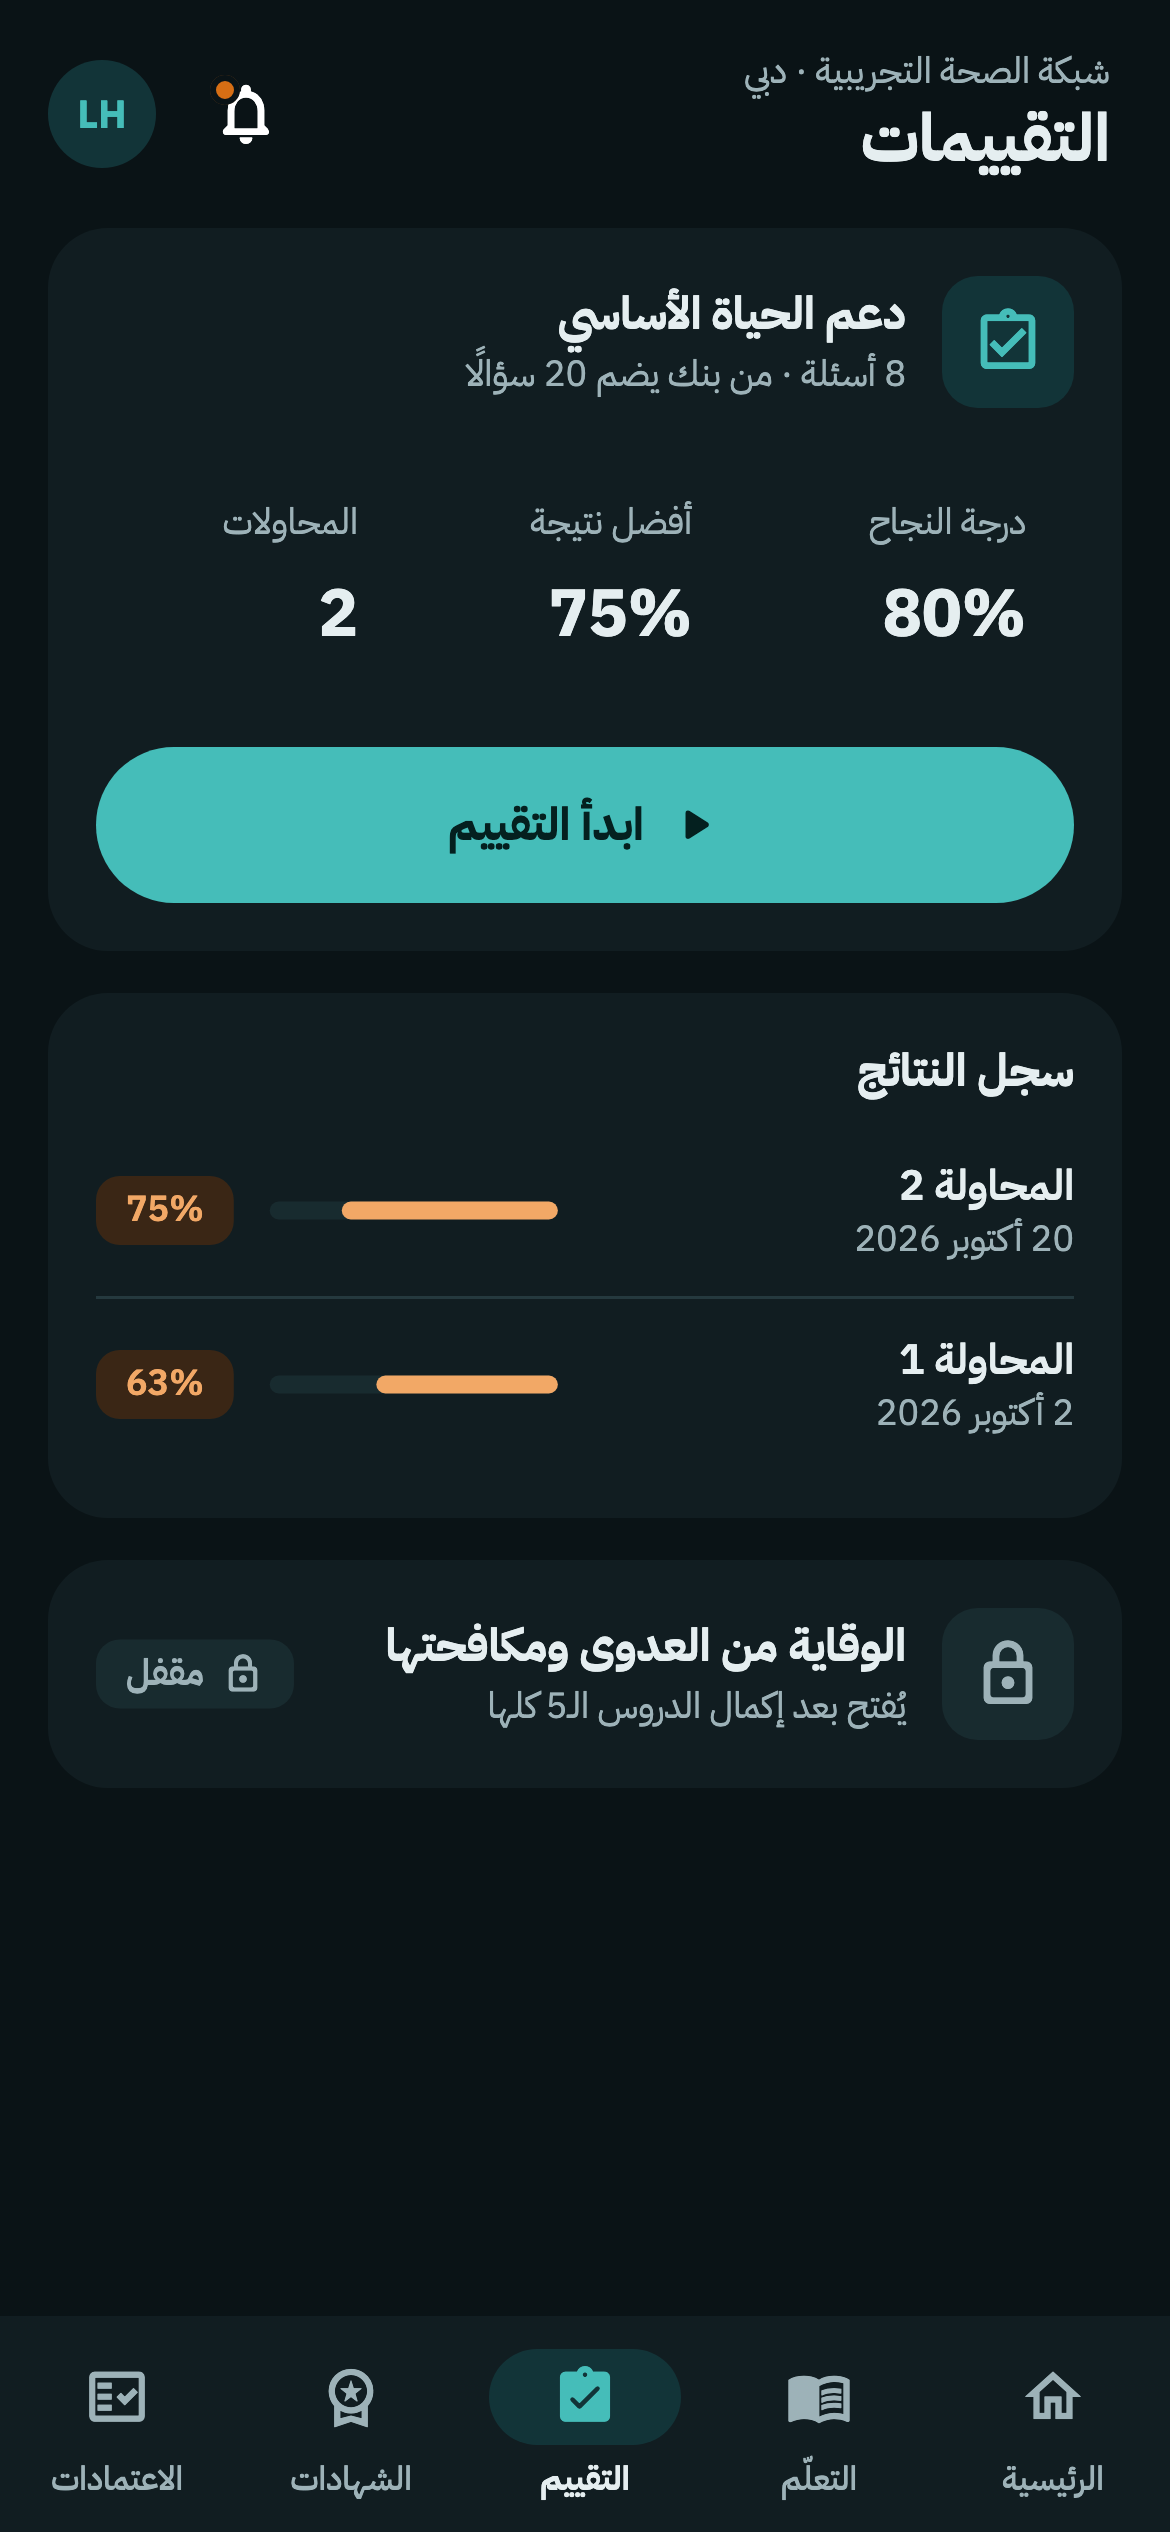 شبكة الصحة التجريبية · دبي
التقييمات
LH
دعم الحياة الأساسي
8 أسئلة · من بنك يضم 20 سؤالًا
درجة النجاح
أفضل نتيجة
المحاولات
80%
75%
2
ابدأ التقييم
سجل النتائج
المحاولة 2
20 أكتوبر 2026
75%
المحاولة 1
2 أكتوبر 2026
63%
الوقاية من العدوى ومكافحتها
يُفتح بعد إكمال الدروس الـ5 كلها
مقفل
الرئيسية
التعلّم
التقييم
الشهادات
الاعتمادات